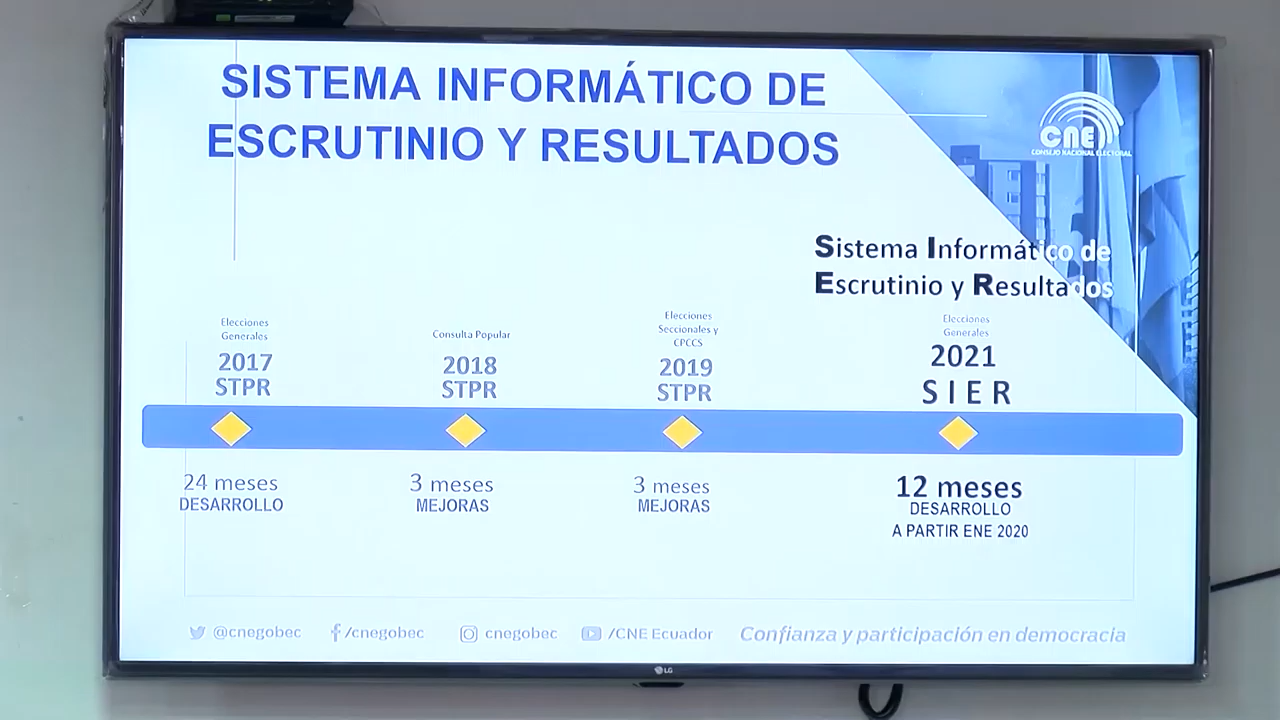 SISTEMA INFORMÁTICO DE
ESCRUTINIO Y RESULTADOS
CNE
CONSEJO NACIONAL ELECTORAL
Sistema Informático de
Escrutinio y Resultados
Elecciones
Generales
2017
STPR
Consulta Popular
2018
STPR
Elecciones
Seccionales y
CPCCS
2019
STPR
Elecciones
Generales
2021
SIER
24 meses
DESARROLLO
3 meses
MEJORAS
3 meses
MEJORAS
12 meses
DESARROLLO
A PARTIR ENE 2020
@cnegobec
/cnegobec
cnegobec
/CNE Ecuador
Confianza y participación en democracia
LG